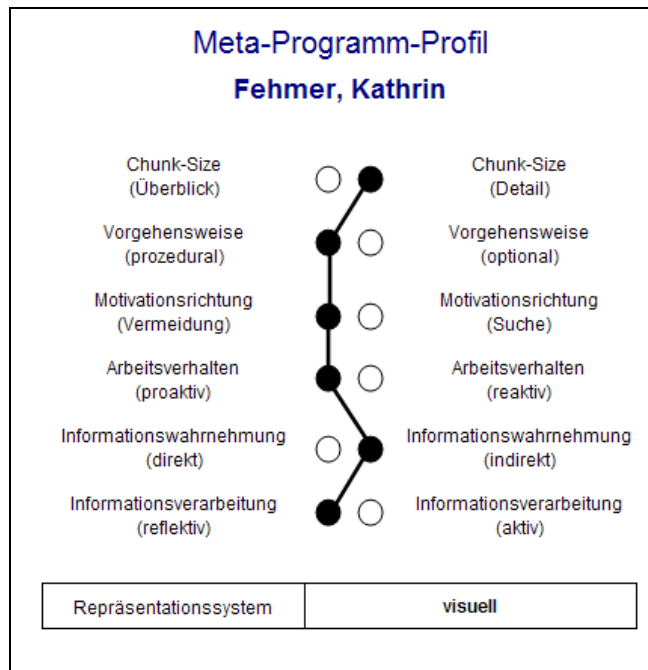 Meta-Programm-Profil
Fehmer, Kathrin
Chunk-Size Chunk-Size
(Überblick) (Detail)
Vorgehensweise Vorgehensweise
(prozedural) (optional)
Motivationsrichtung Motivationsrichtung
(Vermeidung) (Suche)
Arbeitsverhalten Arbeitsverhalten
(proaktiv) (reaktiv)
Informationswahrnehmung Informationswahrnehmung
(direkt) (indirekt)
Informationsverarbeitung Informationsverarbeitung
(reflektiv) (aktiv)
Repräsentationssystem visuell